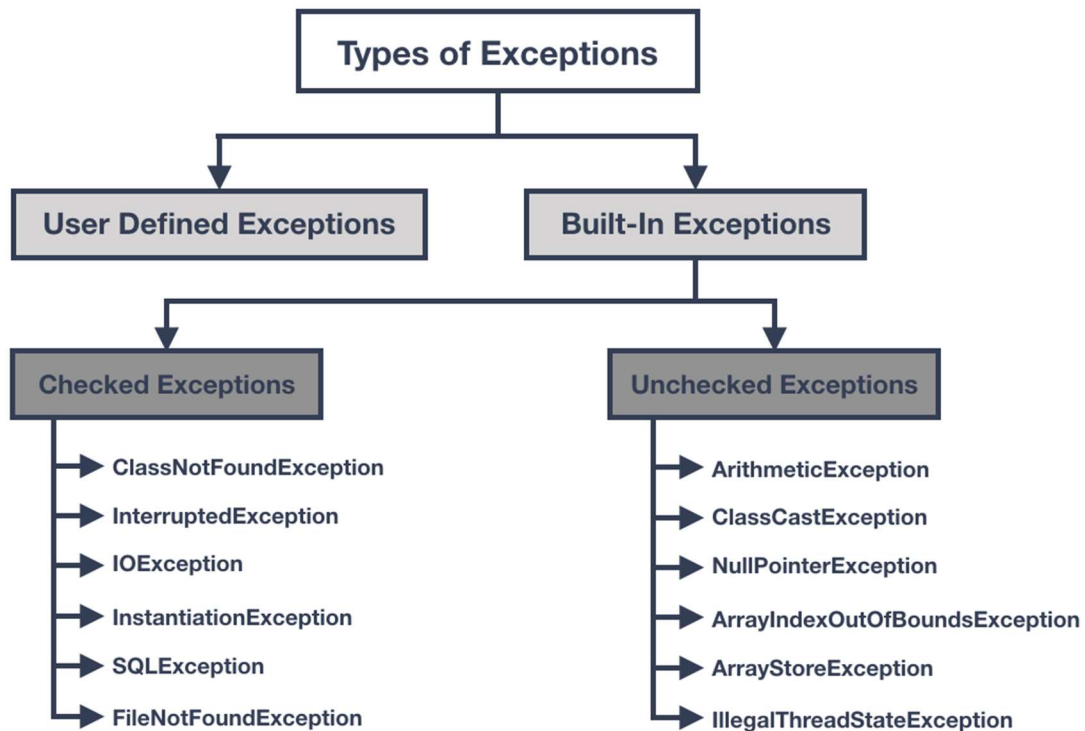 Types of Exceptions
User Defined Exceptions
Built-In Exceptions
Checked Exceptions
ClassNotFoundException
InterruptedException
IOException
InstantiationException
SQLException
FileNotFoundException
Unchecked Exceptions
ArithmeticException
ClassCastException
NullPointerException
ArrayIndexOutOfBoundsException
ArrayStoreException
IllegalThreadStateException